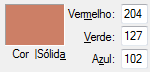 Vermelho: 204
Verde: 127
Cor |Sólida
Azul: 102